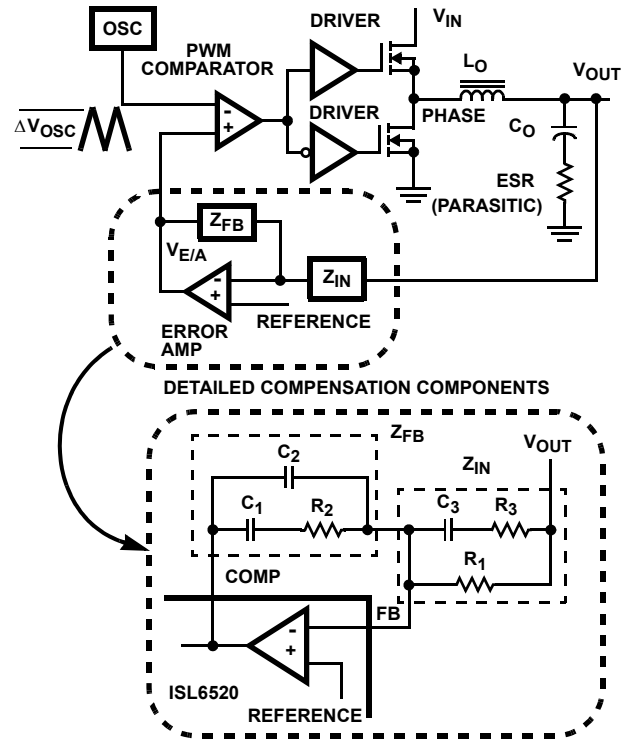 OSC
PWM
COMPARATOR
DRIVER
V_IN
L_O
V_OUT
ΔV_OSC
-
+
DRIVER
PHASE
C_O
ESR
(PARASITIC)
Z_FB
V_E/A
Z_IN
-
+
REFERENCE
ERROR
AMP
DETAILED COMPENSATION COMPONENTS
Z_FB
V_OUT
C_2
Z_IN
C_1
R_2
C_3
R_3
R_1
COMP
FB
-
+
ISL6520
REFERENCE